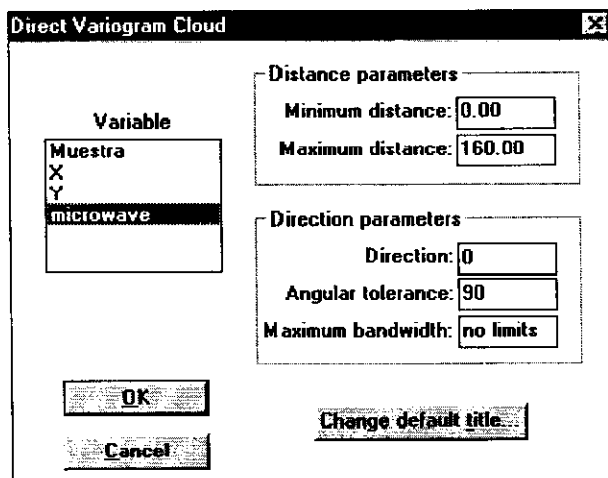 Direct Variogram Cloud
Variable
Muestra
X
Y
microwave
Distance parameters
Minimum distance: 0.00
Maximum distance: 160.00
Direction parameters
Direction: 0
Angular tolerance: 90
Maximum bandwidth: no limits
OK
Cancel
Change default title...